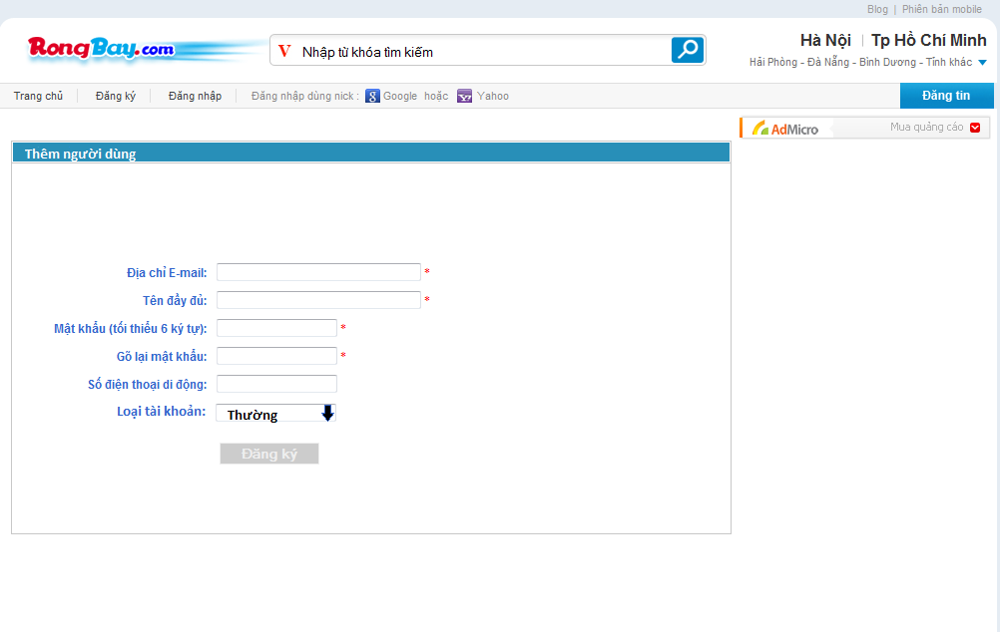 Blog | Phiên bản mobile
RongBay.com
V Nhập từ khóa tìm kiếm
Hà Nội | Tp Hồ Chí Minh
Hải Phòng - Đà Nẵng - Bình Dương - Tỉnh khác
Trang chủ Đăng ký Đăng nhập Đăng nhập dùng nick : 8 Google hoặc Y! Yahoo Đăng tin
AdMicro Mua quảng cáo
Thêm người dùng
Địa chỉ E-mail: *
Tên đầy đủ: *
Mật khẩu (tối thiểu 6 ký tự): *
Gõ lại mật khẩu: *
Số điện thoại di động:
Loại tài khoản: Thường
Đăng ký